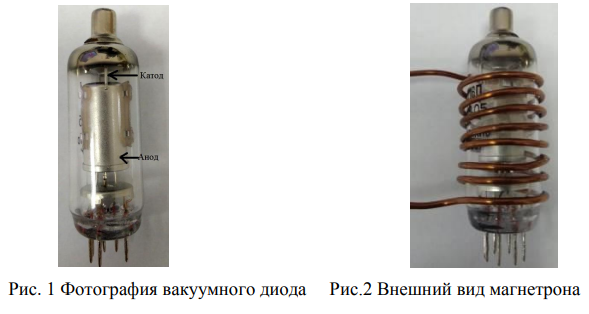 Катод
Анод
Рис. 1 Фотография вакуумного диода
Рис.2 Внешний вид магнетрона